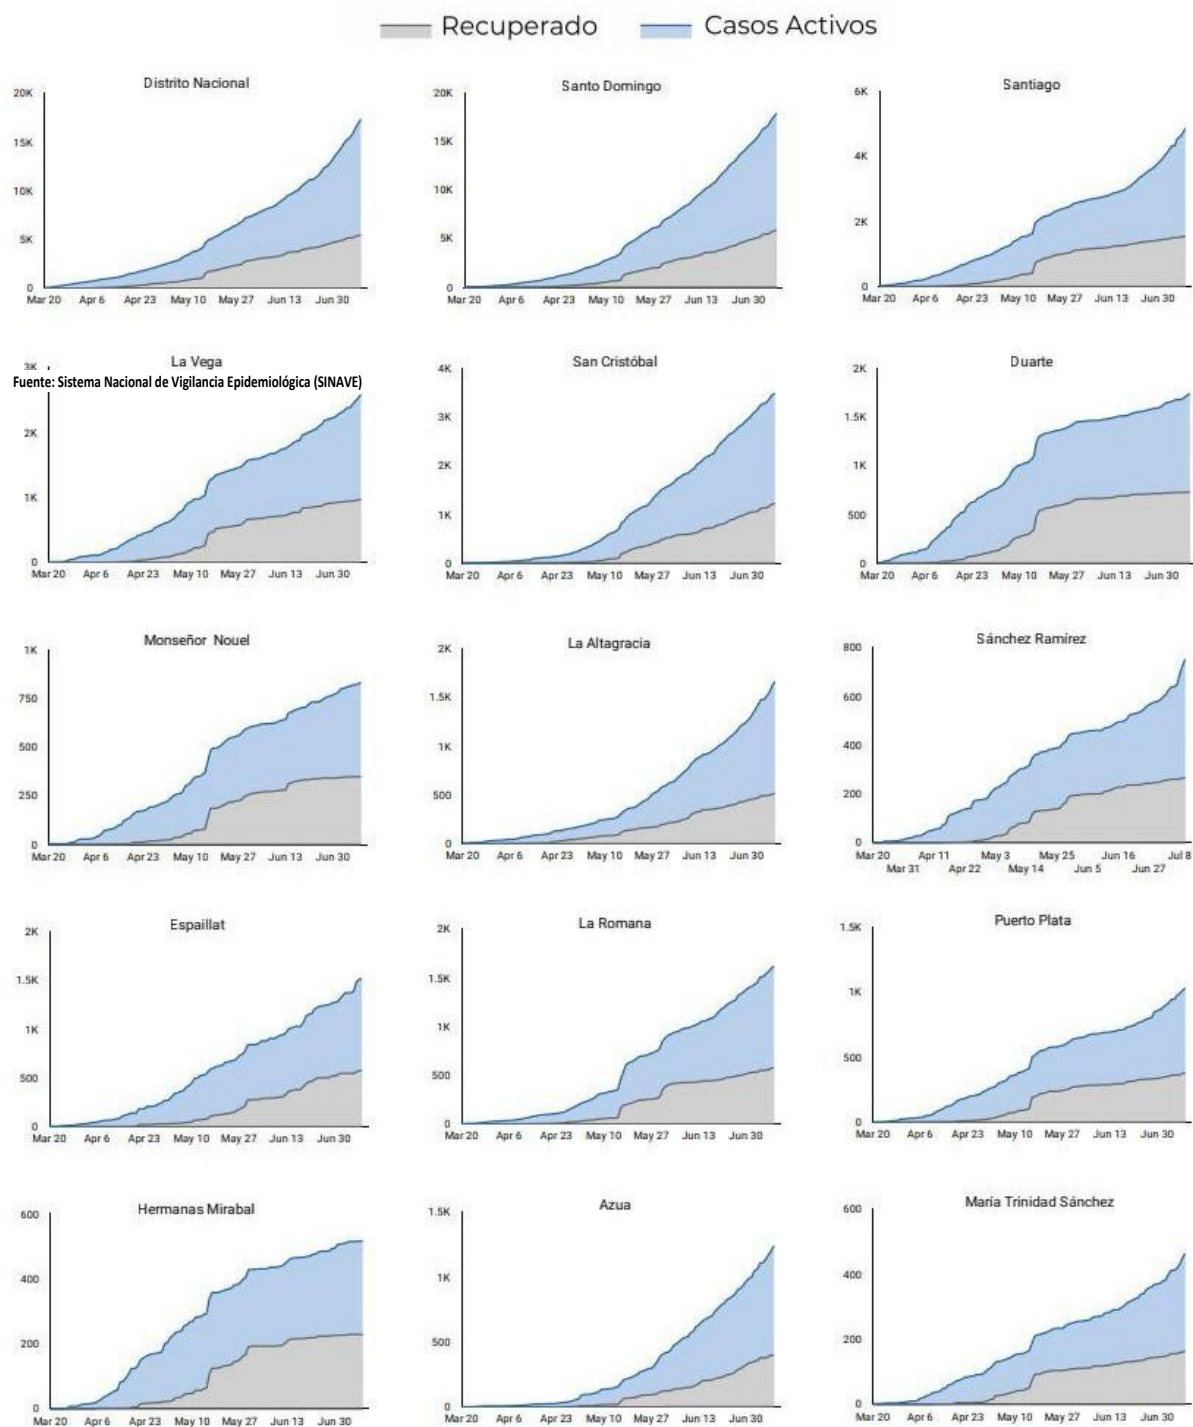 Recuperado Casos Activos
Distrito Nacional Santo Domingo Santiago
20K 20K 6K
15K 15K 4K
10K 10K
5K 5K 2K
0 0 0
Mar 20 Apr 6 Apr 23 May 10 May 27 Jun 13 Jun 30 Mar 20 Apr 6 Apr 23 May 10 May 27 Jun 13 Jun 30 Mar 20 Apr 6 Apr 23 May 10 May 27 Jun 13 Jun 30
La Vega San Cristóbal Duarte
3K 4K 2K
Fuente: Sistema Nacional de Vigilancia Epidemiológica (SINAVE)
3K 1.5K
2K 2K 1K
1K 1K 500
0 0 0
Mar 20 Apr 6 Apr 23 May 10 May 27 Jun 13 Jun 30 Mar 20 Apr 6 Apr 23 May 10 May 27 Jun 13 Jun 30 Mar 20 Apr 6 Apr 23 May 10 May 27 Jun 13 Jun 30
Monseñor Nouel La Altagracia Sánchez Ramírez
1K 2K 800
750 1.5K 600
500 1K 400
250 500 200
0 0 0
Mar 20 Apr 6 Apr 23 May 10 May 27 Jun 13 Jun 30 Mar 20 Apr 6 Apr 23 May 10 May 27 Jun 13 Jun 30 Mar 20 Apr 11 May 3 May 25 Jun 16 Jul 8
Mar 31 Apr 22 May 14 Jun 5 Jun 27
Espaillat La Romana Puerto Plata
2K 2K 1.5K
1.5K 1.5K 1K
1K 1K
500 500 500
0 0 0
Mar 20 Apr 6 Apr 23 May 10 May 27 Jun 13 Jun 30 Mar 20 Apr 6 Apr 23 May 10 May 27 Jun 13 Jun 30 Mar 20 Apr 6 Apr 23 May 10 May 27 Jun 13 Jun 30
Hermanas Mirabal Azua María Trinidad Sánchez
600 1.5K 600
400 1K 400
200 500 200
0 0 0
Mar 20 Apr 6 Apr 23 May 10 May 27 Jun 13 Jun 30 Mar 20 Apr 6 Apr 23 May 10 May 27 Jun 13 Jun 30 Mar 20 Apr 6 Apr 23 May 10 May 27 Jun 13 Jun 30